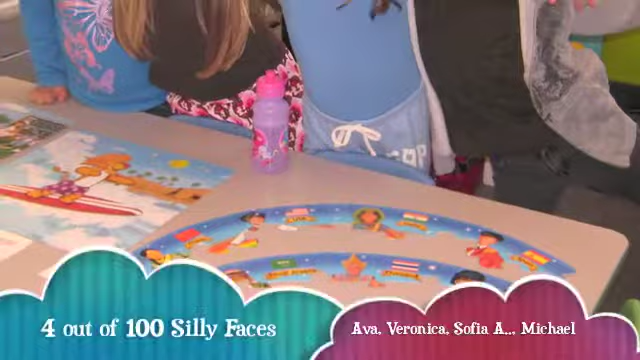 4 out of 100 Silly Faces
Ava, Veronica, Sofia A... Michael